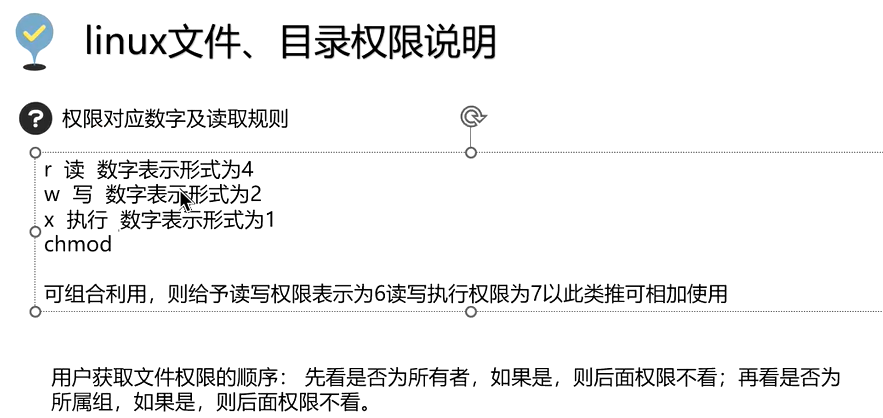 linux文件、目录权限说明
? 权限对应数字及读取规则
r 读 数字表示形式为4
w 写 数字表示形式为2
x 执行 数字表示形式为1
chmod
可组合利用，则给予读写权限表示为6读写执行权限为7以此类推可相加使用
用户获取文件权限的顺序： 先看是否为所有者，如果是，则后面权限不看；再看是否为
所属组，如果是，则后面权限不看。